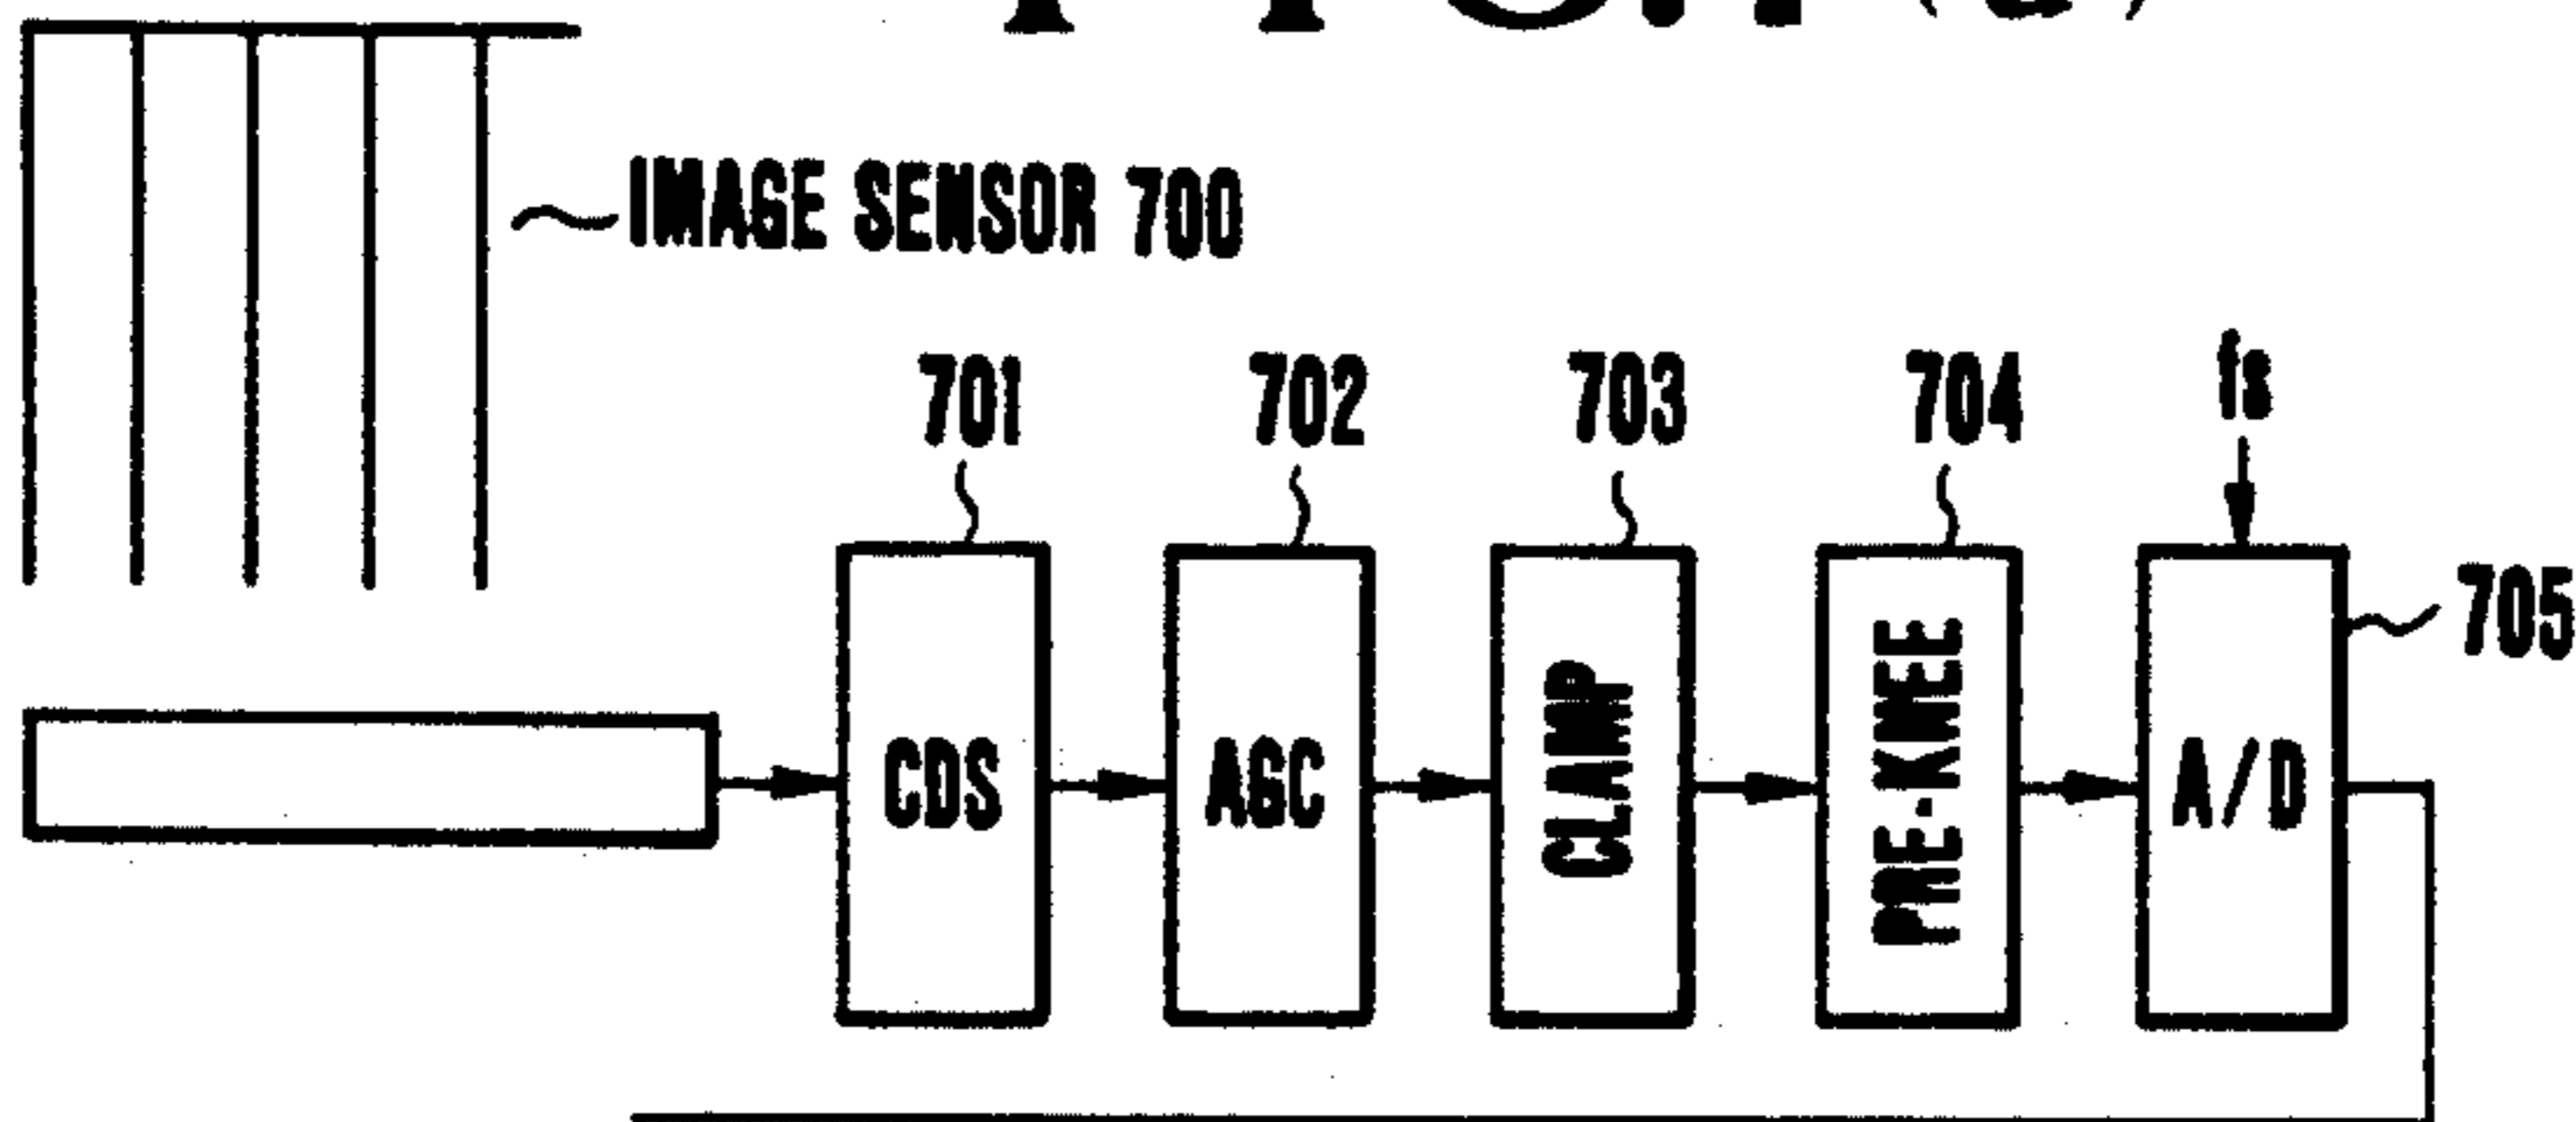 IMAGE SENSOR 700
701
702
703
704
fs
705
CDS
AGC
CLAMP
PRE-KNEE
A/D